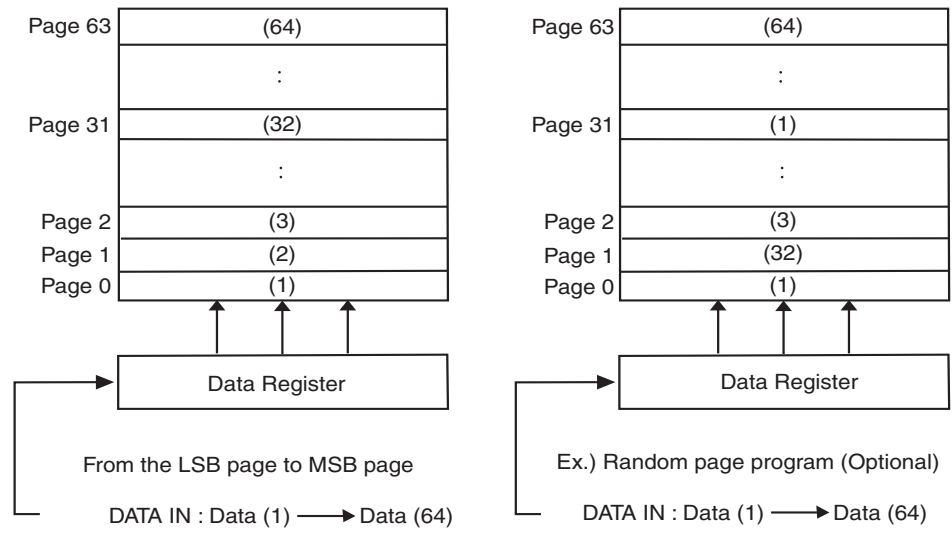 Page 63 (64)
:
Page 31 (32)
:
Page 2 (3)
Page 1 (2)
Page 0 (1)
Data Register
From the LSB page to MSB page
DATA IN : Data (1) → Data (64)
Page 63 (64)
:
Page 31 (1)
:
Page 2 (3)
Page 1 (32)
Page 0 (1)
Data Register
Ex.) Random page program (Optional)
DATA IN : Data (1) → Data (64)